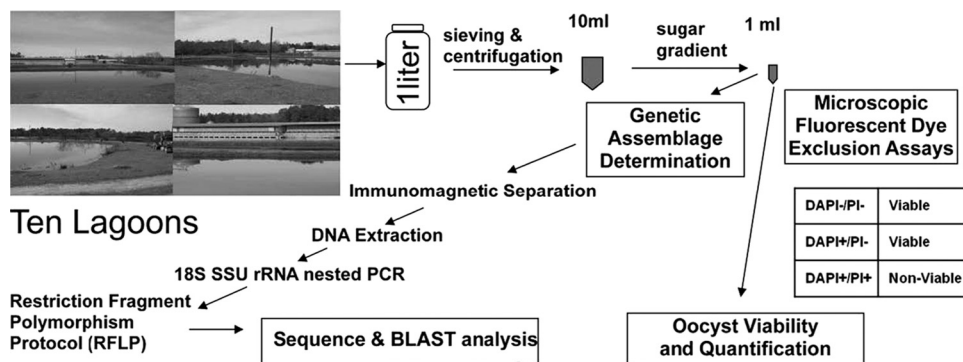 1liter
sieving &
centrifugation
10ml
sugar
gradient
1 ml
Genetic
Assemblage
Determination
Microscopic
Fluorescent Dye
Exclusion Assays
Immunomagnetic Separation
DAPI-/PI- Viable
DAPI+/PI- Viable
DAPI+/PI+ Non-Viable
Ten Lagoons
DNA Extraction
18S SSU rRNA nested PCR
Restriction Fragment
Polymorphism
Protocol (RFLP)
Sequence & BLAST analysis
Oocyst Viability
and Quantification